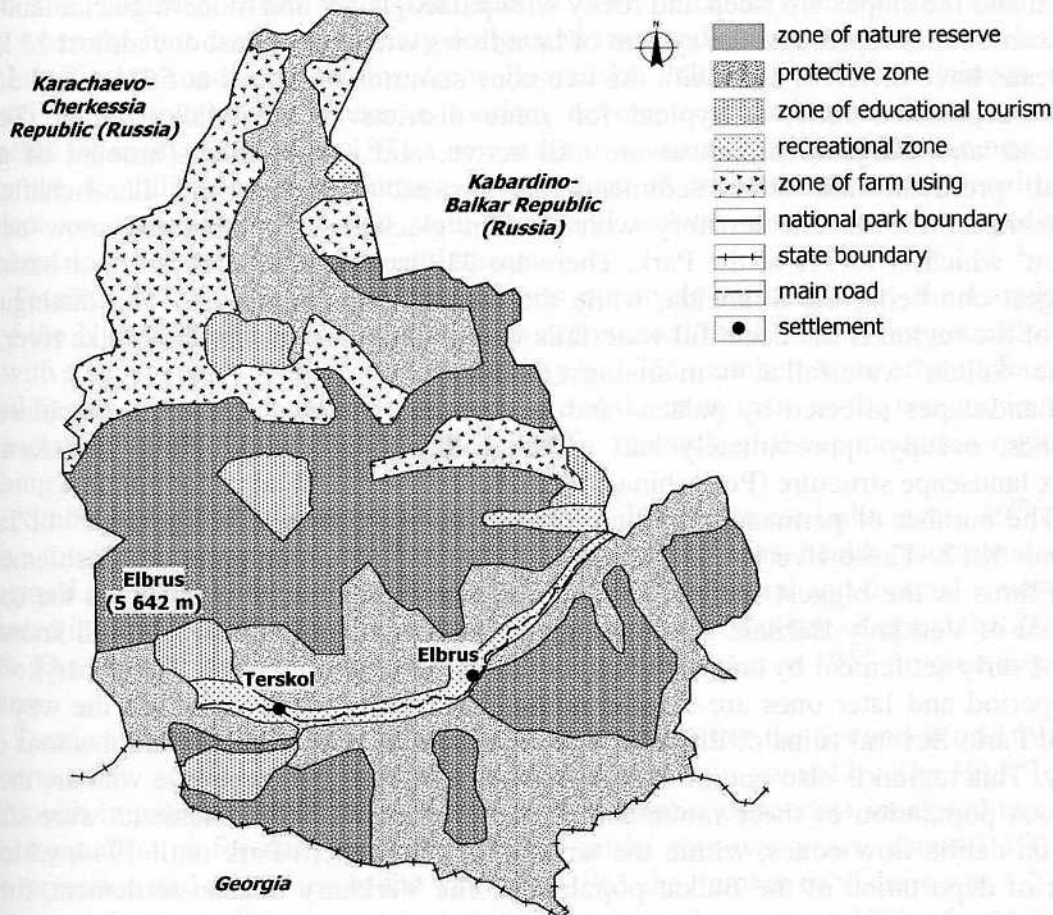 N
Karachaevo-
Cherkessia
Republic (Russia)
Kabardino-
Balkar Republic
(Russia)
zone of nature reserve
protective zone
zone of educational tourism
recreational zone
zone of farm using
national park boundary
state boundary
main road
settlement
Elbrus
(5 642 m)
Elbrus
Terskol
Georgia